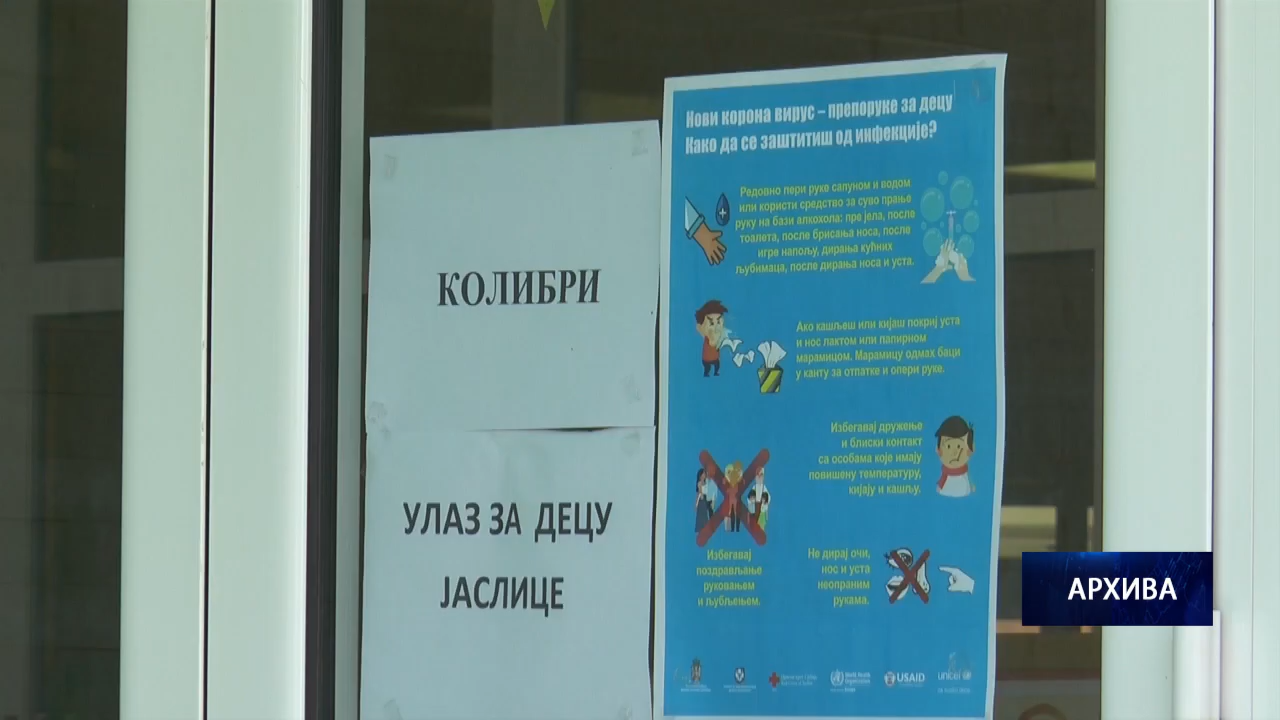 КОЛИБРИ
УЛАЗ ЗА ДЕЦУ
ЈАСЛИЦЕ
Нови корона вирус – препоруке за децу
Како да се заштитиш од инфекције?
Редовно пери руке сапуном и водом
или користи средство за суво прање
руку на бази алкохола: пре јела, после
тоалета, после брисања носа, после
игре напољу, дирања кућних
љубимаца, после дирања носа и уста.
Ако кашљеш или кијаш покриј уста
и нос лактом или папирном
марамицом. Марамицу одмах баци
у канту за отпатке и опери руке.
Избегавај дружење
и блиски контакт
са особама које имају
повишену температуру,
кијају и кашљу.
Избегавај
поздрављање
руковањем
и љубљењем.
Не дирај очи,
нос и уста
неопраним
рукама.
World Health
Organization
USAID
unicef
АРХИВА